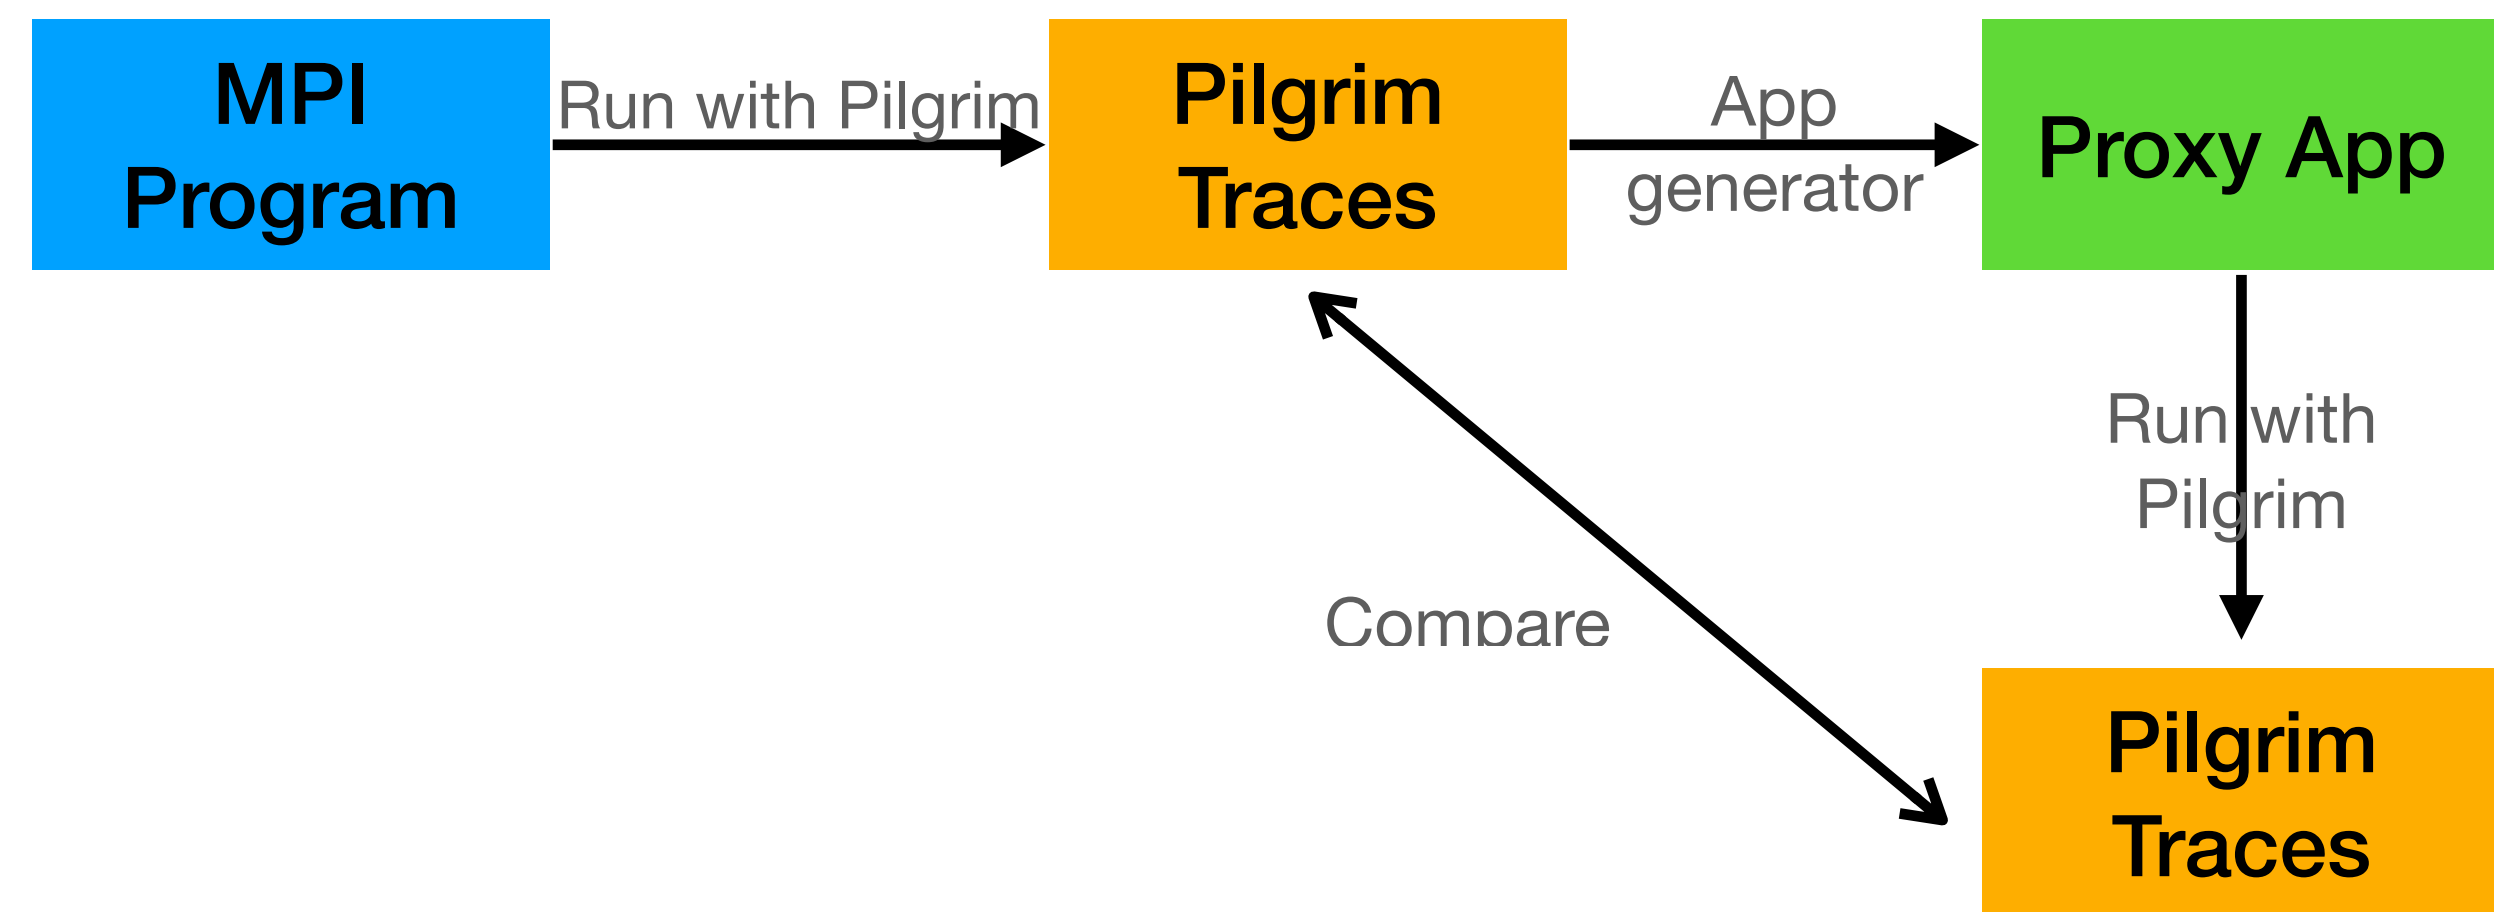 MPI
Program
Run with Pilgrim
Pilgrim
Traces
App
generator
Proxy App
Run with
Pilgrim
Compare
Pilgrim
Traces